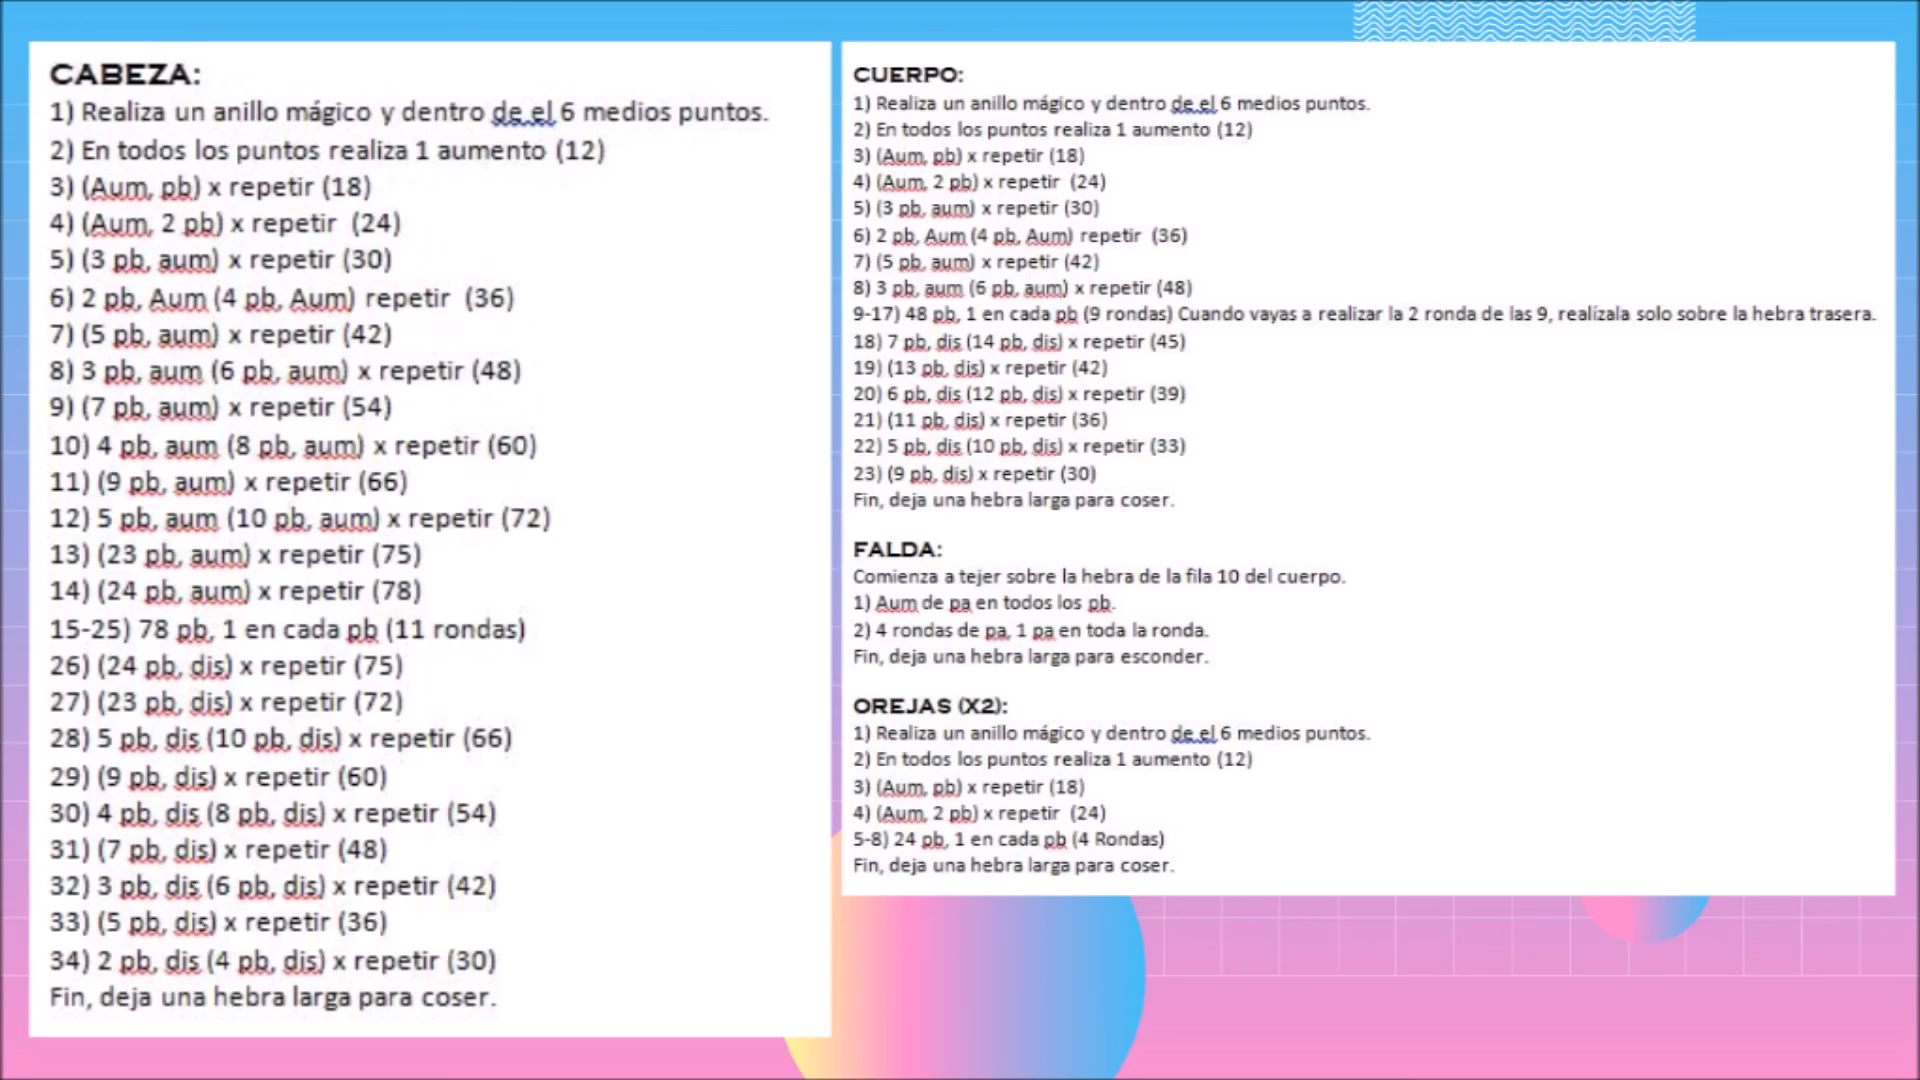 CABEZA:
1) Realiza un anillo mágico y dentro de el 6 medios puntos.
2) En todos los puntos realiza 1 aumento (12)
3) (Aum, pb) x repetir (18)
4) (Aum, 2 pb) x repetir  (24)
5) (3 pb, aum) x repetir (30)
6) 2 pb, Aum (4 pb, Aum) repetir  (36)
7) (5 pb, aum) x repetir (42)
8) 3 pb, aum (6 pb, aum) x repetir (48)
9) (7 pb, aum) x repetir (54)
10) 4 pb, aum (8 pb, aum) x repetir (60)
11) (9 pb, aum) x repetir (66)
12) 5 pb, aum (10 pb, aum) x repetir (72)
13) (23 pb, aum) x repetir (75)
14) (24 pb, aum) x repetir (78)
15-25) 78 pb, 1 en cada pb (11 rondas)
26) (24 pb, dis) x repetir (75)
27) (23 pb, dis) x repetir (72)
28) 5 pb, dis (10 pb, dis) x repetir (66)
29) (9 pb, dis) x repetir (60)
30) 4 pb, dis (8 pb, dis) x repetir (54)
31) (7 pb, dis) x repetir (48)
32) 3 pb, dis (6 pb, dis) x repetir (42)
33) (5 pb, dis) x repetir (36)
34) 2 pb, dis (4 pb, dis) x repetir (30)
Fin, deja una hebra larga para coser.
CUERPO:
1) Realiza un anillo mágico y dentro de el 6 medios puntos.
2) En todos los puntos realiza 1 aumento (12)
3) (Aum, pb) x repetir (18)
4) (Aum, 2 pb) x repetir  (24)
5) (3 pb, aum) x repetir (30)
6) 2 pb, Aum (4 pb, Aum) repetir  (36)
7) (5 pb, aum) x repetir (42)
8) 3 pb, aum (6 pb, aum) x repetir (48)
9-17) 48 pb, 1 en cada pb (9 rondas) Cuando vayas a realizar la 2 ronda de las 9, realízala solo sobre la hebra trasera.
18) 7 pb, dis (14 pb, dis) x repetir (45)
19) (13 pb, dis) x repetir (42)
20) 6 pb, dis (12 pb, dis) x repetir (39)
21) (11 pb, dis) x repetir (36)
22) 5 pb, dis (10 pb, dis) x repetir (33)
23) (9 pb, dis) x repetir (30)
Fin, deja una hebra larga para coser.
FALDA:
Comienza a tejer sobre la hebra de la fila 10 del cuerpo.
1) Aum de pa en todos los pb.
2) 4 rondas de pa, 1 pa en toda la ronda.
Fin, deja una hebra larga para esconder.
OREJAS (X2):
1) Realiza un anillo mágico y dentro de el 6 medios puntos.
2) En todos los puntos realiza 1 aumento (12)
3) (Aum, pb) x repetir (18)
4) (Aum, 2 pb) x repetir  (24)
5-8) 24 pb, 1 en cada pb (4 Rondas)
Fin, deja una hebra larga para coser.